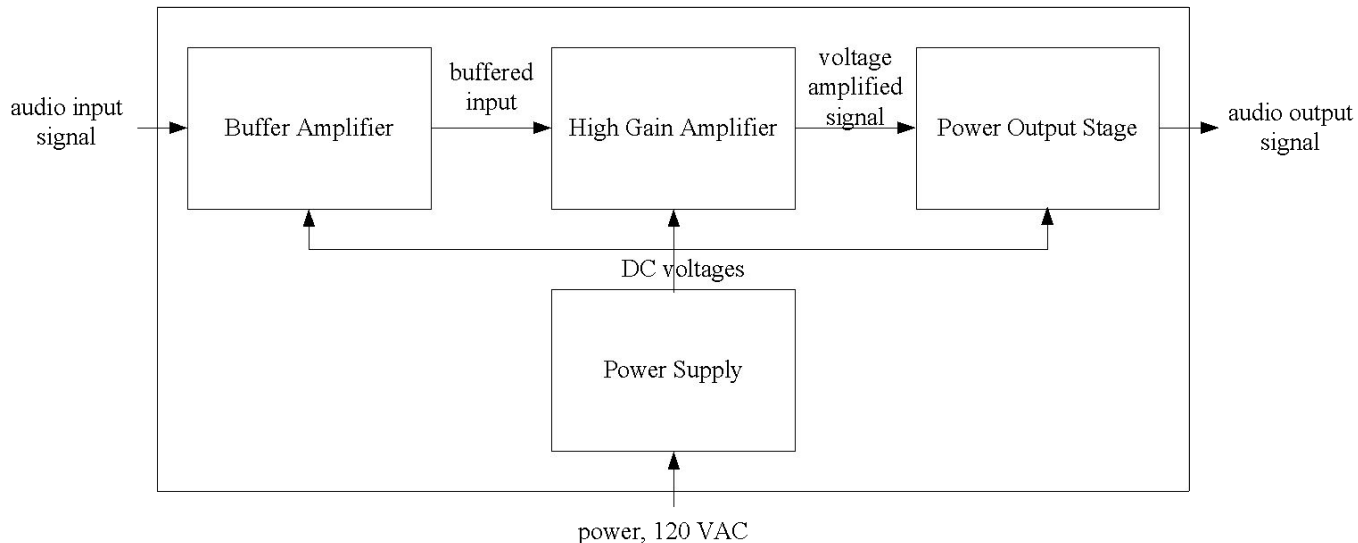 audio input
signal
Buffer Amplifier
buffered
input
High Gain Amplifier
voltage
amplified
signal
Power Output Stage
audio output
signal
DC voltages
Power Supply
power, 120 VAC